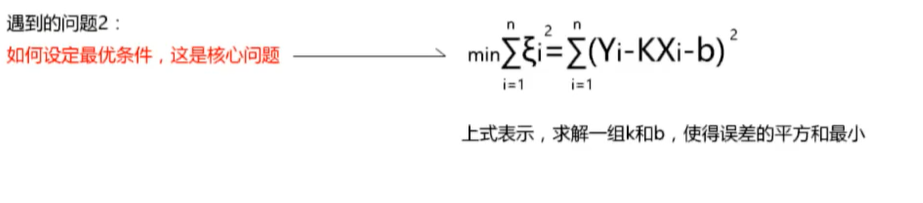 遇到的问题2：
如何设定最优条件，这是核心问题
min∑ξi²=∑(Yi-KXi-b)²
n n
i=1 i=1
上式表示，求解一组k和b，使得误差的平方和最小